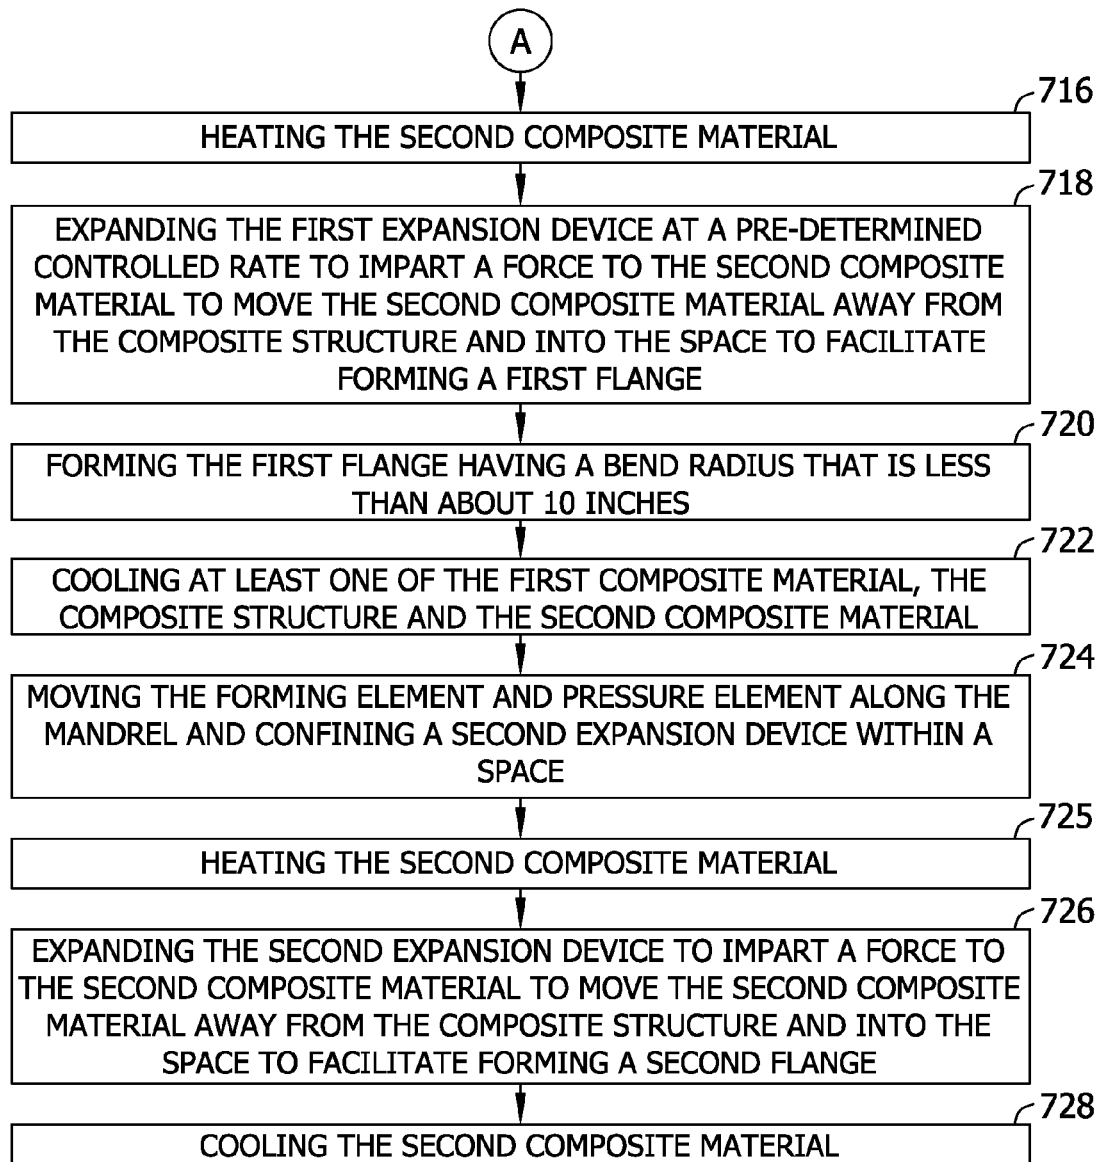 A
716
HEATING THE SECOND COMPOSITE MATERIAL
718
EXPANDING THE FIRST EXPANSION DEVICE AT A PRE-DETERMINED
CONTROLLED RATE TO IMPART A FORCE TO THE SECOND COMPOSITE
MATERIAL TO MOVE THE SECOND COMPOSITE MATERIAL AWAY FROM
THE COMPOSITE STRUCTURE AND INTO THE SPACE TO FACILITATE
FORMING A FIRST FLANGE
720
FORMING THE FIRST FLANGE HAVING A BEND RADIUS THAT IS LESS
THAN ABOUT 10 INCHES
722
COOLING AT LEAST ONE OF THE FIRST COMPOSITE MATERIAL, THE
COMPOSITE STRUCTURE AND THE SECOND COMPOSITE MATERIAL
724
MOVING THE FORMING ELEMENT AND PRESSURE ELEMENT ALONG THE
MANDREL AND CONFINING A SECOND EXPANSION DEVICE WITHIN A
SPACE
725
HEATING THE SECOND COMPOSITE MATERIAL
726
EXPANDING THE SECOND EXPANSION DEVICE TO IMPART A FORCE TO
THE SECOND COMPOSITE MATERIAL TO MOVE THE SECOND COMPOSITE
MATERIAL AWAY FROM THE COMPOSITE STRUCTURE AND INTO THE
SPACE TO FACILITATE FORMING A SECOND FLANGE
728
COOLING THE SECOND COMPOSITE MATERIAL